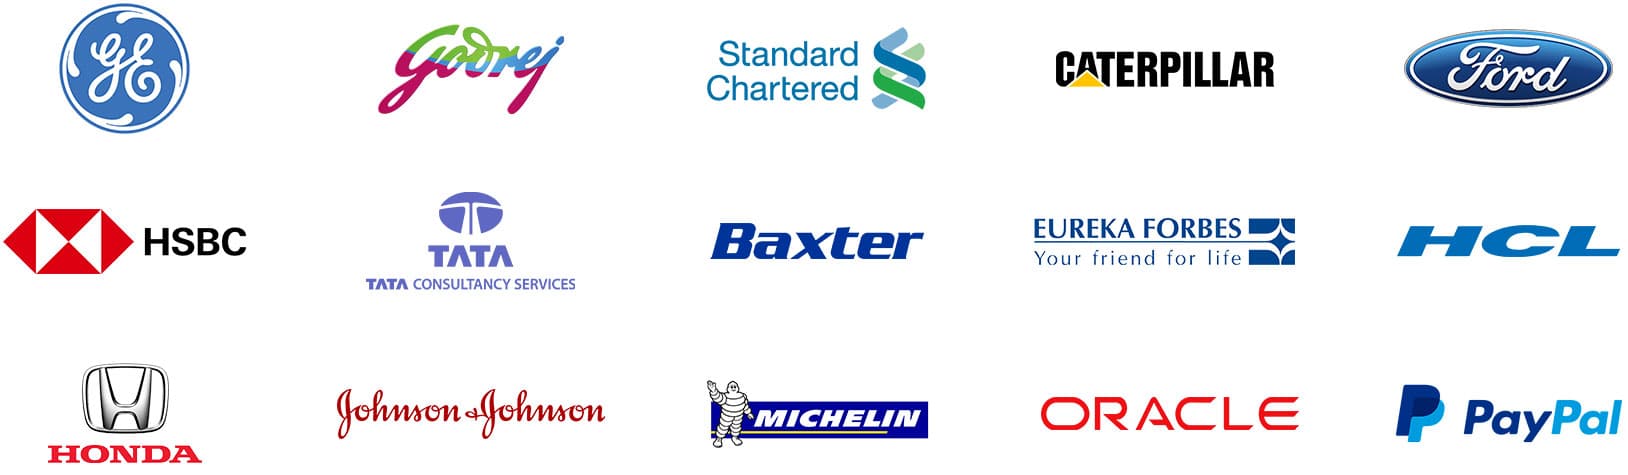 GE
Godrej
Standard
Chartered
CATERPILLAR
Ford
HSBC
TATA
TATA CONSULTANCY SERVICES
Baxter
EUREKA FORBES
Your friend for life
HCL
HONDA
Johnson & Johnson
MICHELIN
ORACLE
PayPal